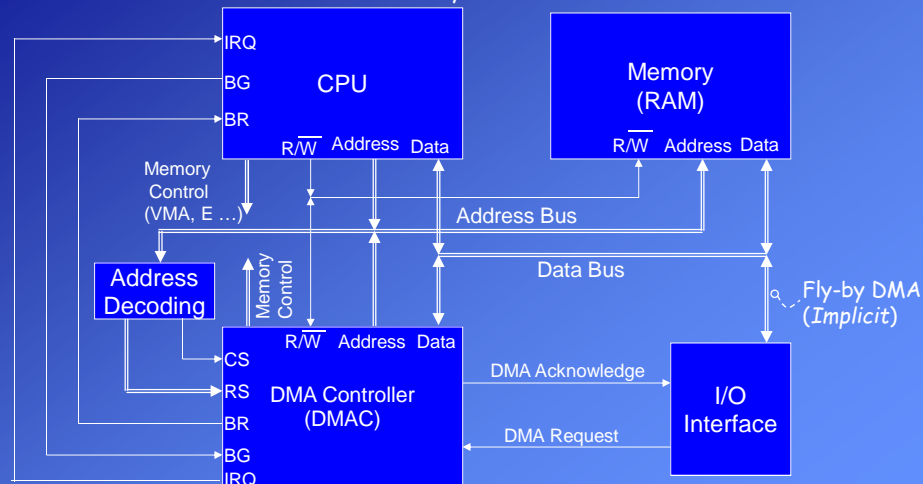 IRQ
BG
CPU
BR
R/W
Address
Data
Memory
(RAM)
R/W
Address
Data
Memory
Control
(VMA, E ...)
Address Bus
Data Bus
Address
Decoding
Memory
Control
Fly-by DMA
(Implicit)
R/W
Address
Data
CS
RS
DMA Controller
(DMAC)
BR
BG
IRQ
DMA Acknowledge
DMA Request
I/O
Interface